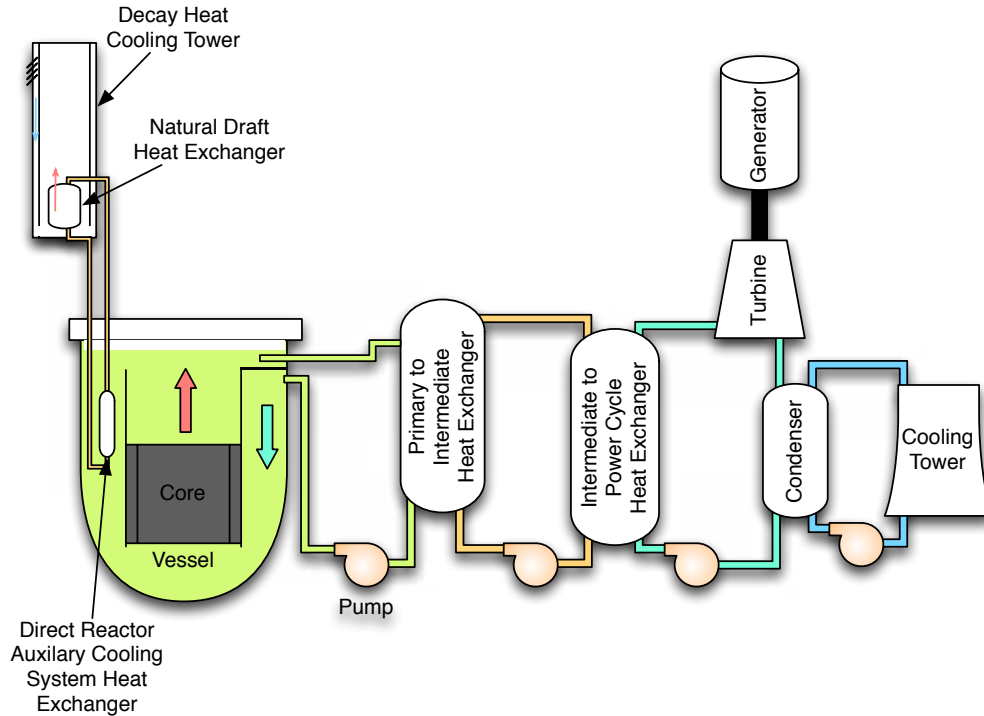 Decay Heat
Cooling Tower
Natural Draft
Heat Exchanger
Generator
Turbine
Primary to
Intermediate
Heat Exchanger
Intermediate to
Power Cycle
Heat Exchanger
Condenser
Cooling
Tower
Core
Vessel
Pump
Direct Reactor
Auxilary Cooling
System Heat
Exchanger